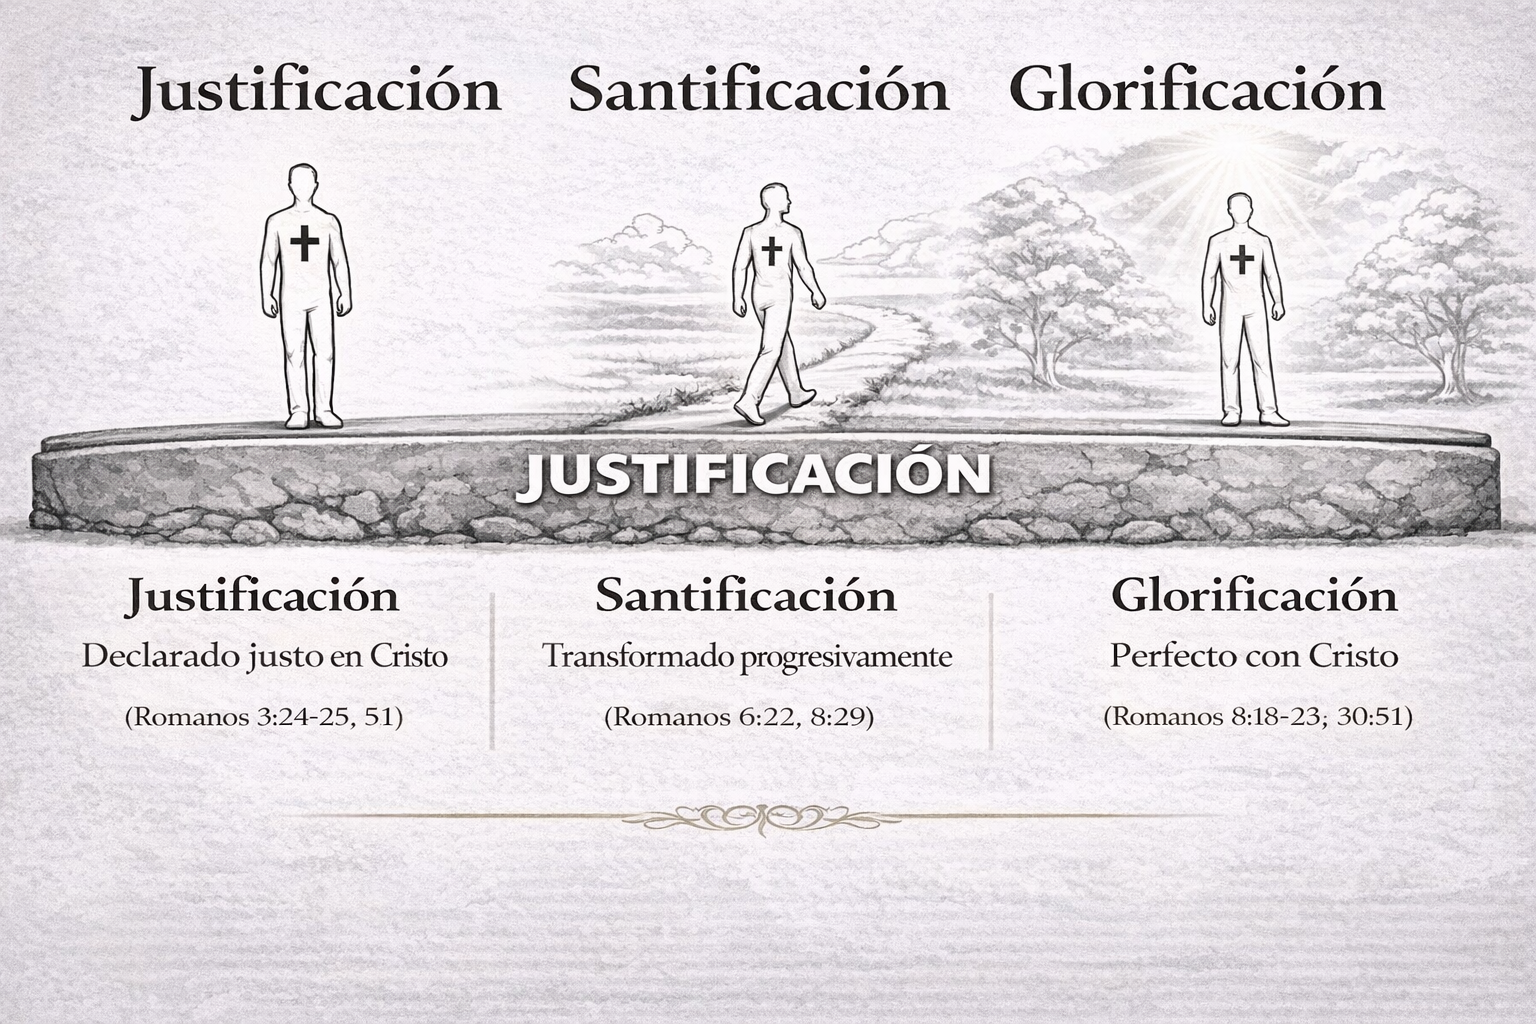 Justificación Santificación Glorificación
JUSTIFICACIÓN
Justificación
Declarado justo en Cristo
(Romanos 3:24-25, 51)
Santificación
Transformado progresivamente
(Romanos 6:22, 8:29)
Glorificación
Perfecto con Cristo
(Romanos 8:18-23; 30:51)